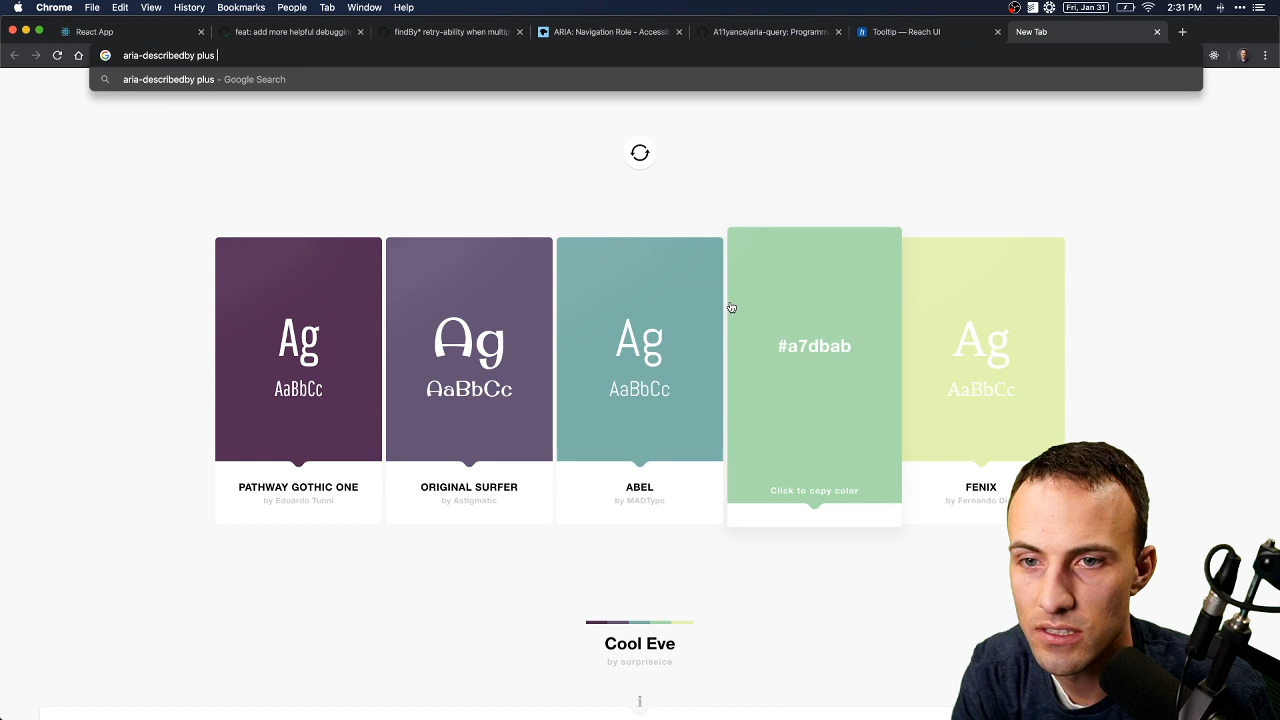 Chrome File Edit View History Bookmarks People Tab Window Help Fri, Jan 31 2:31 PM
React App feat: add more helpful debugging findBy* retry-ability when multip ARIA: Navigation Role - Accessi A11yance/aria-query: Programm Tooltip — Reach UI New Tab
aria-describedby plus
aria-describedby plus - Google Search
Ag Ag Ag #a7dbab Ag
AaBbCc AaBbCc AaBbCc AaBbCc
Click to copy color
PATHWAY GOTHIC ONE ORIGINAL SURFER ABEL FENIX
by Eduardo Tunni by Astigmatic by MADType by Fernando Di
Cool Eve
by surpriseice
i